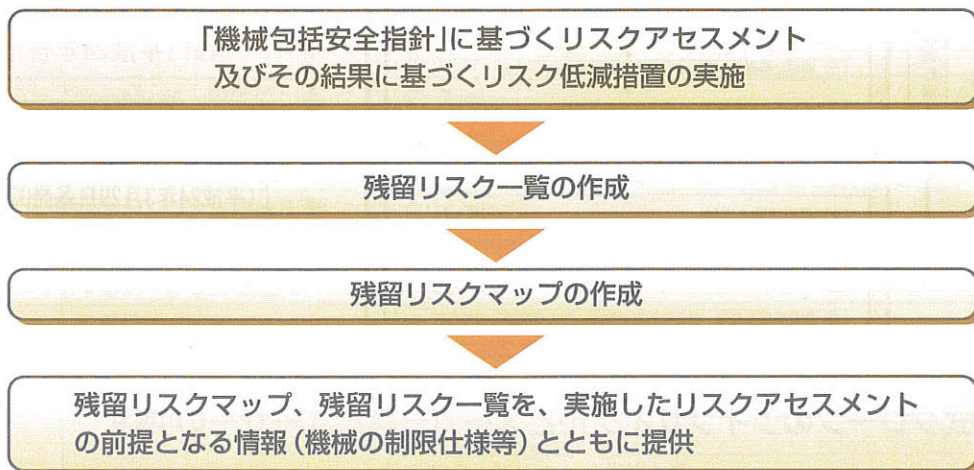 「機械包括安全指針」に基づくリスクアセスメント
及びその結果に基づくリスク低減措置の実施
残留リスク一覧の作成
残留リスクマップの作成
残留リスクマップ、残留リスク一覧を、実施したリスクアセスメント
の前提となる情報（機械の制限仕様等）とともに提供